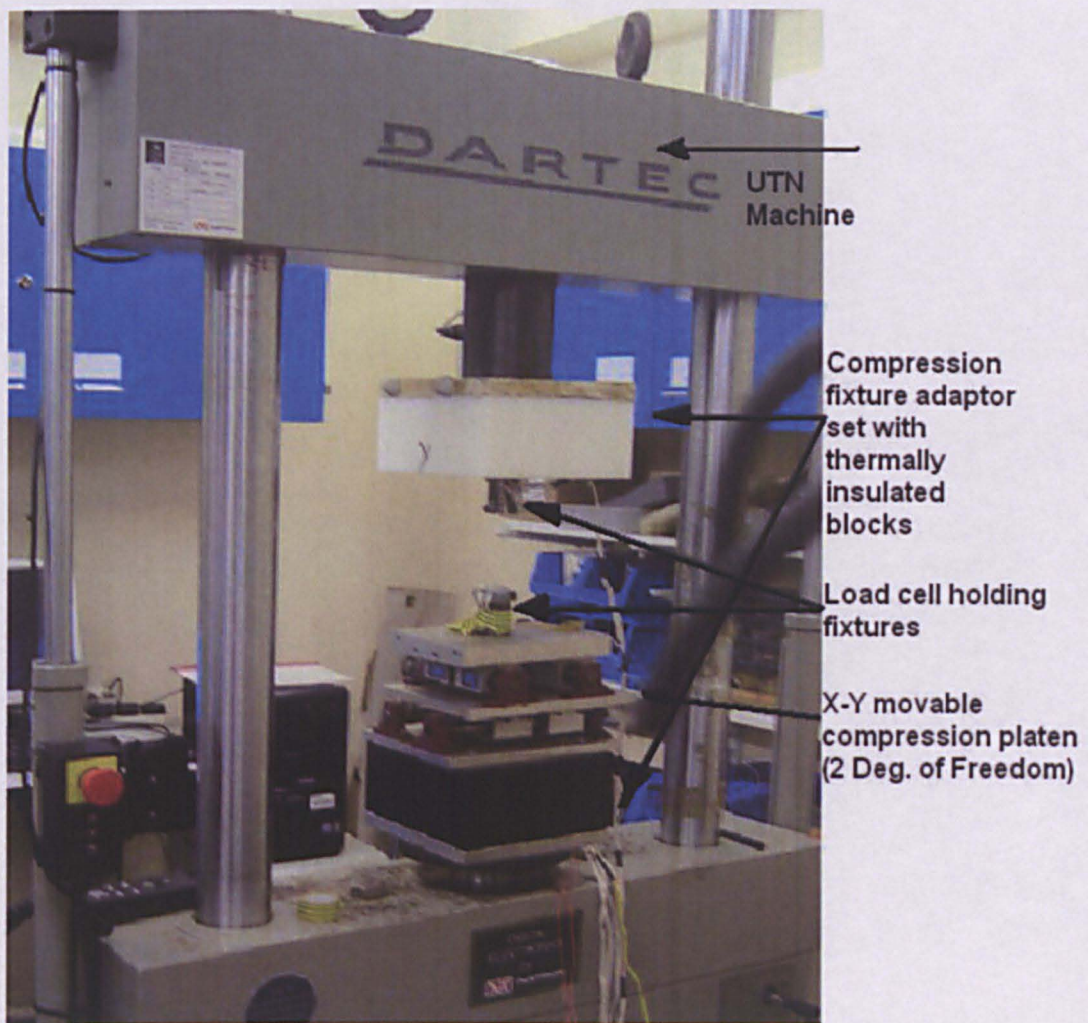 DARTEC
UTN
Machine
Compression
fixture adaptor
set with
thermally
insulated
blocks
Load cell holding
fixtures
X-Y movable
compression platen
(2 Deg. of Freedom)